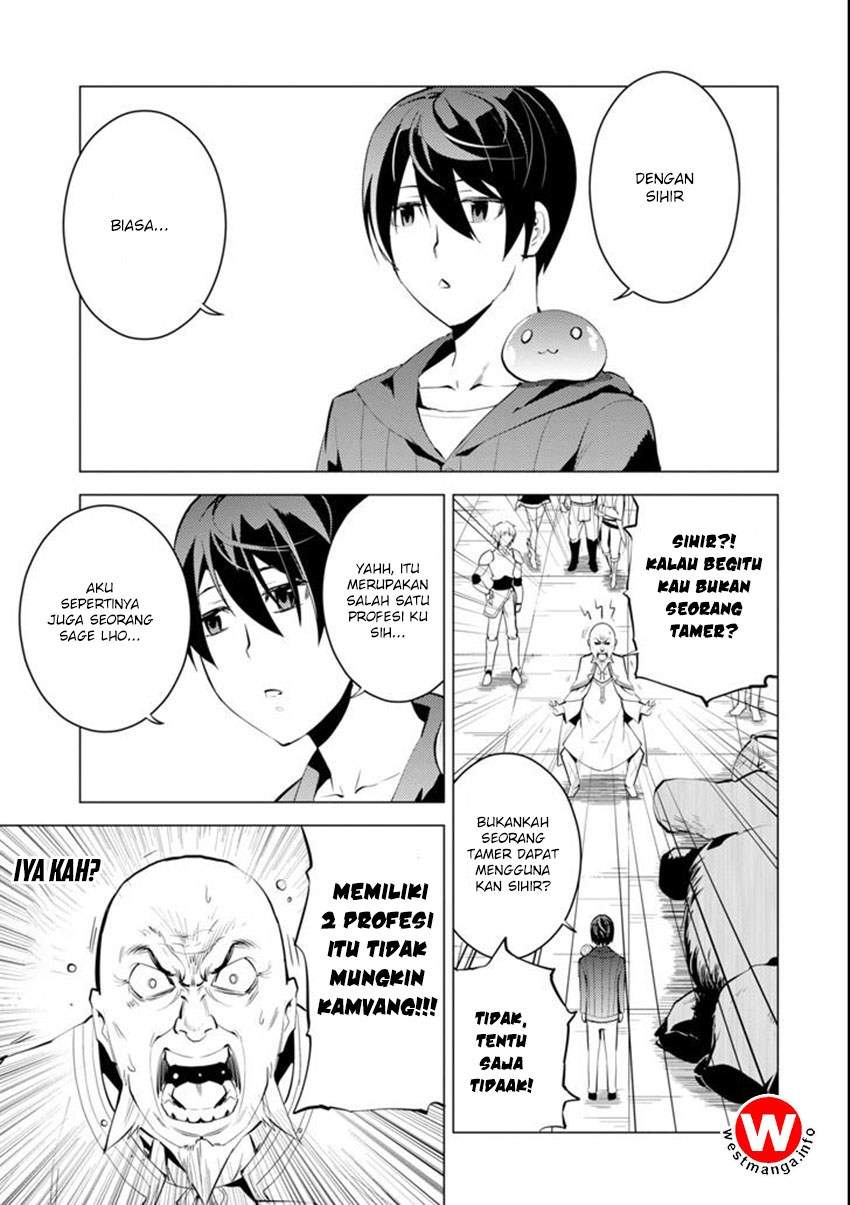 DENGAN
SIHIR
BIASA...
SIHIR?!
KALAU BEGITU
KAU BUKAN
SEORANG
TAMER?
BUKANKAH
SEORANG
TAMER DAPAT
MENGGUNA
KAN SIHIR?
TIDAK,
TENTU
SAJA
TIDAAK!
YAHH, ITU
MERUPAKAN
SALAH SATU
PROFESI KU
SIH...
AKU
SEPERTINYA
JUGA SEORANG
SAGE LHO...
MEMILIKI
2 PROFESI
ITU TIDAK
MUNGKIN
KAMVANG!!!
IYA KAH?
W
westmanga.info